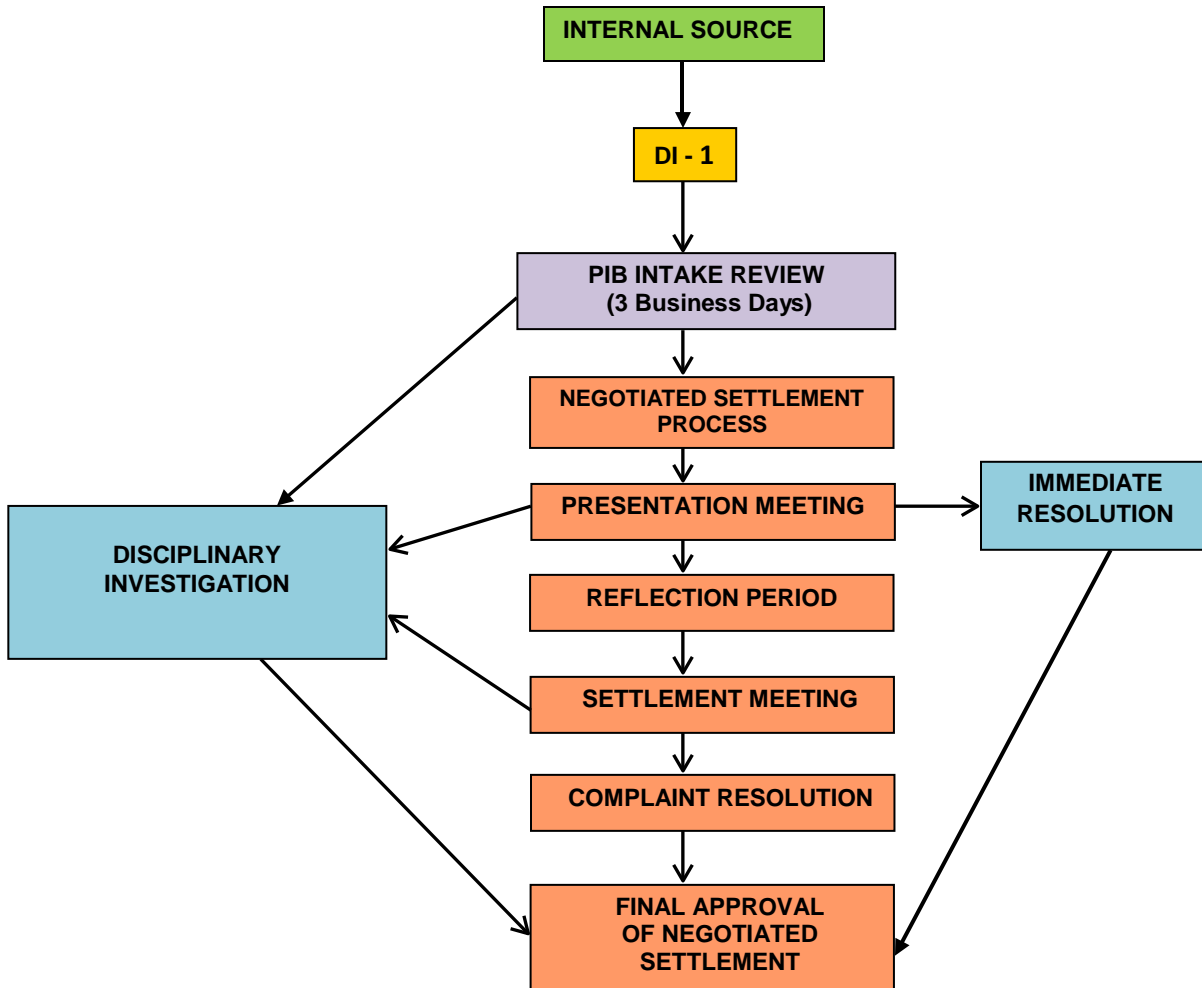 INTERNAL SOURCE
DI - 1
PIB INTAKE REVIEW
(3 Business Days)
NEGOTIATED SETTLEMENT
PROCESS
PRESENTATION MEETING
IMMEDIATE
RESOLUTION
DISCIPLINARY
INVESTIGATION
REFLECTION PERIOD
SETTLEMENT MEETING
COMPLAINT RESOLUTION
FINAL APPROVAL
OF NEGOTIATED
SETTLEMENT